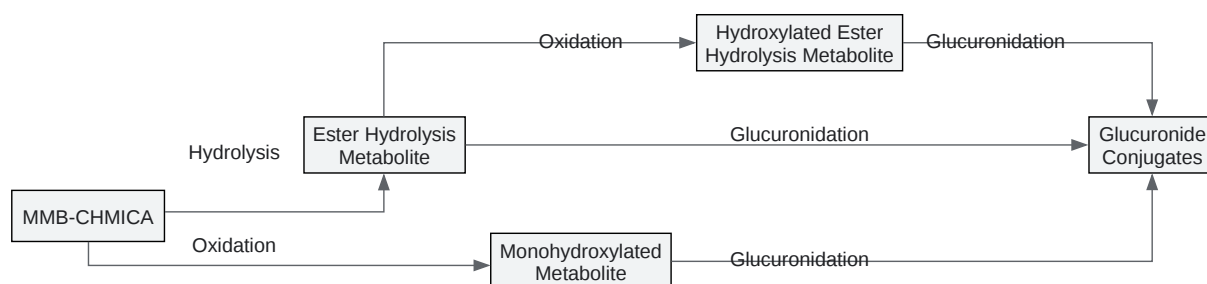 Oxidation
Hydroxylated Ester
Hydrolysis Metabolite
Glucuronidation
Hydrolysis
Ester Hydrolysis
Metabolite
Glucuronidation
Glucuronide
Conjugates
MMB-CHMICA
Oxidation
Monohydroxylated
Metabolite
Glucuronidation